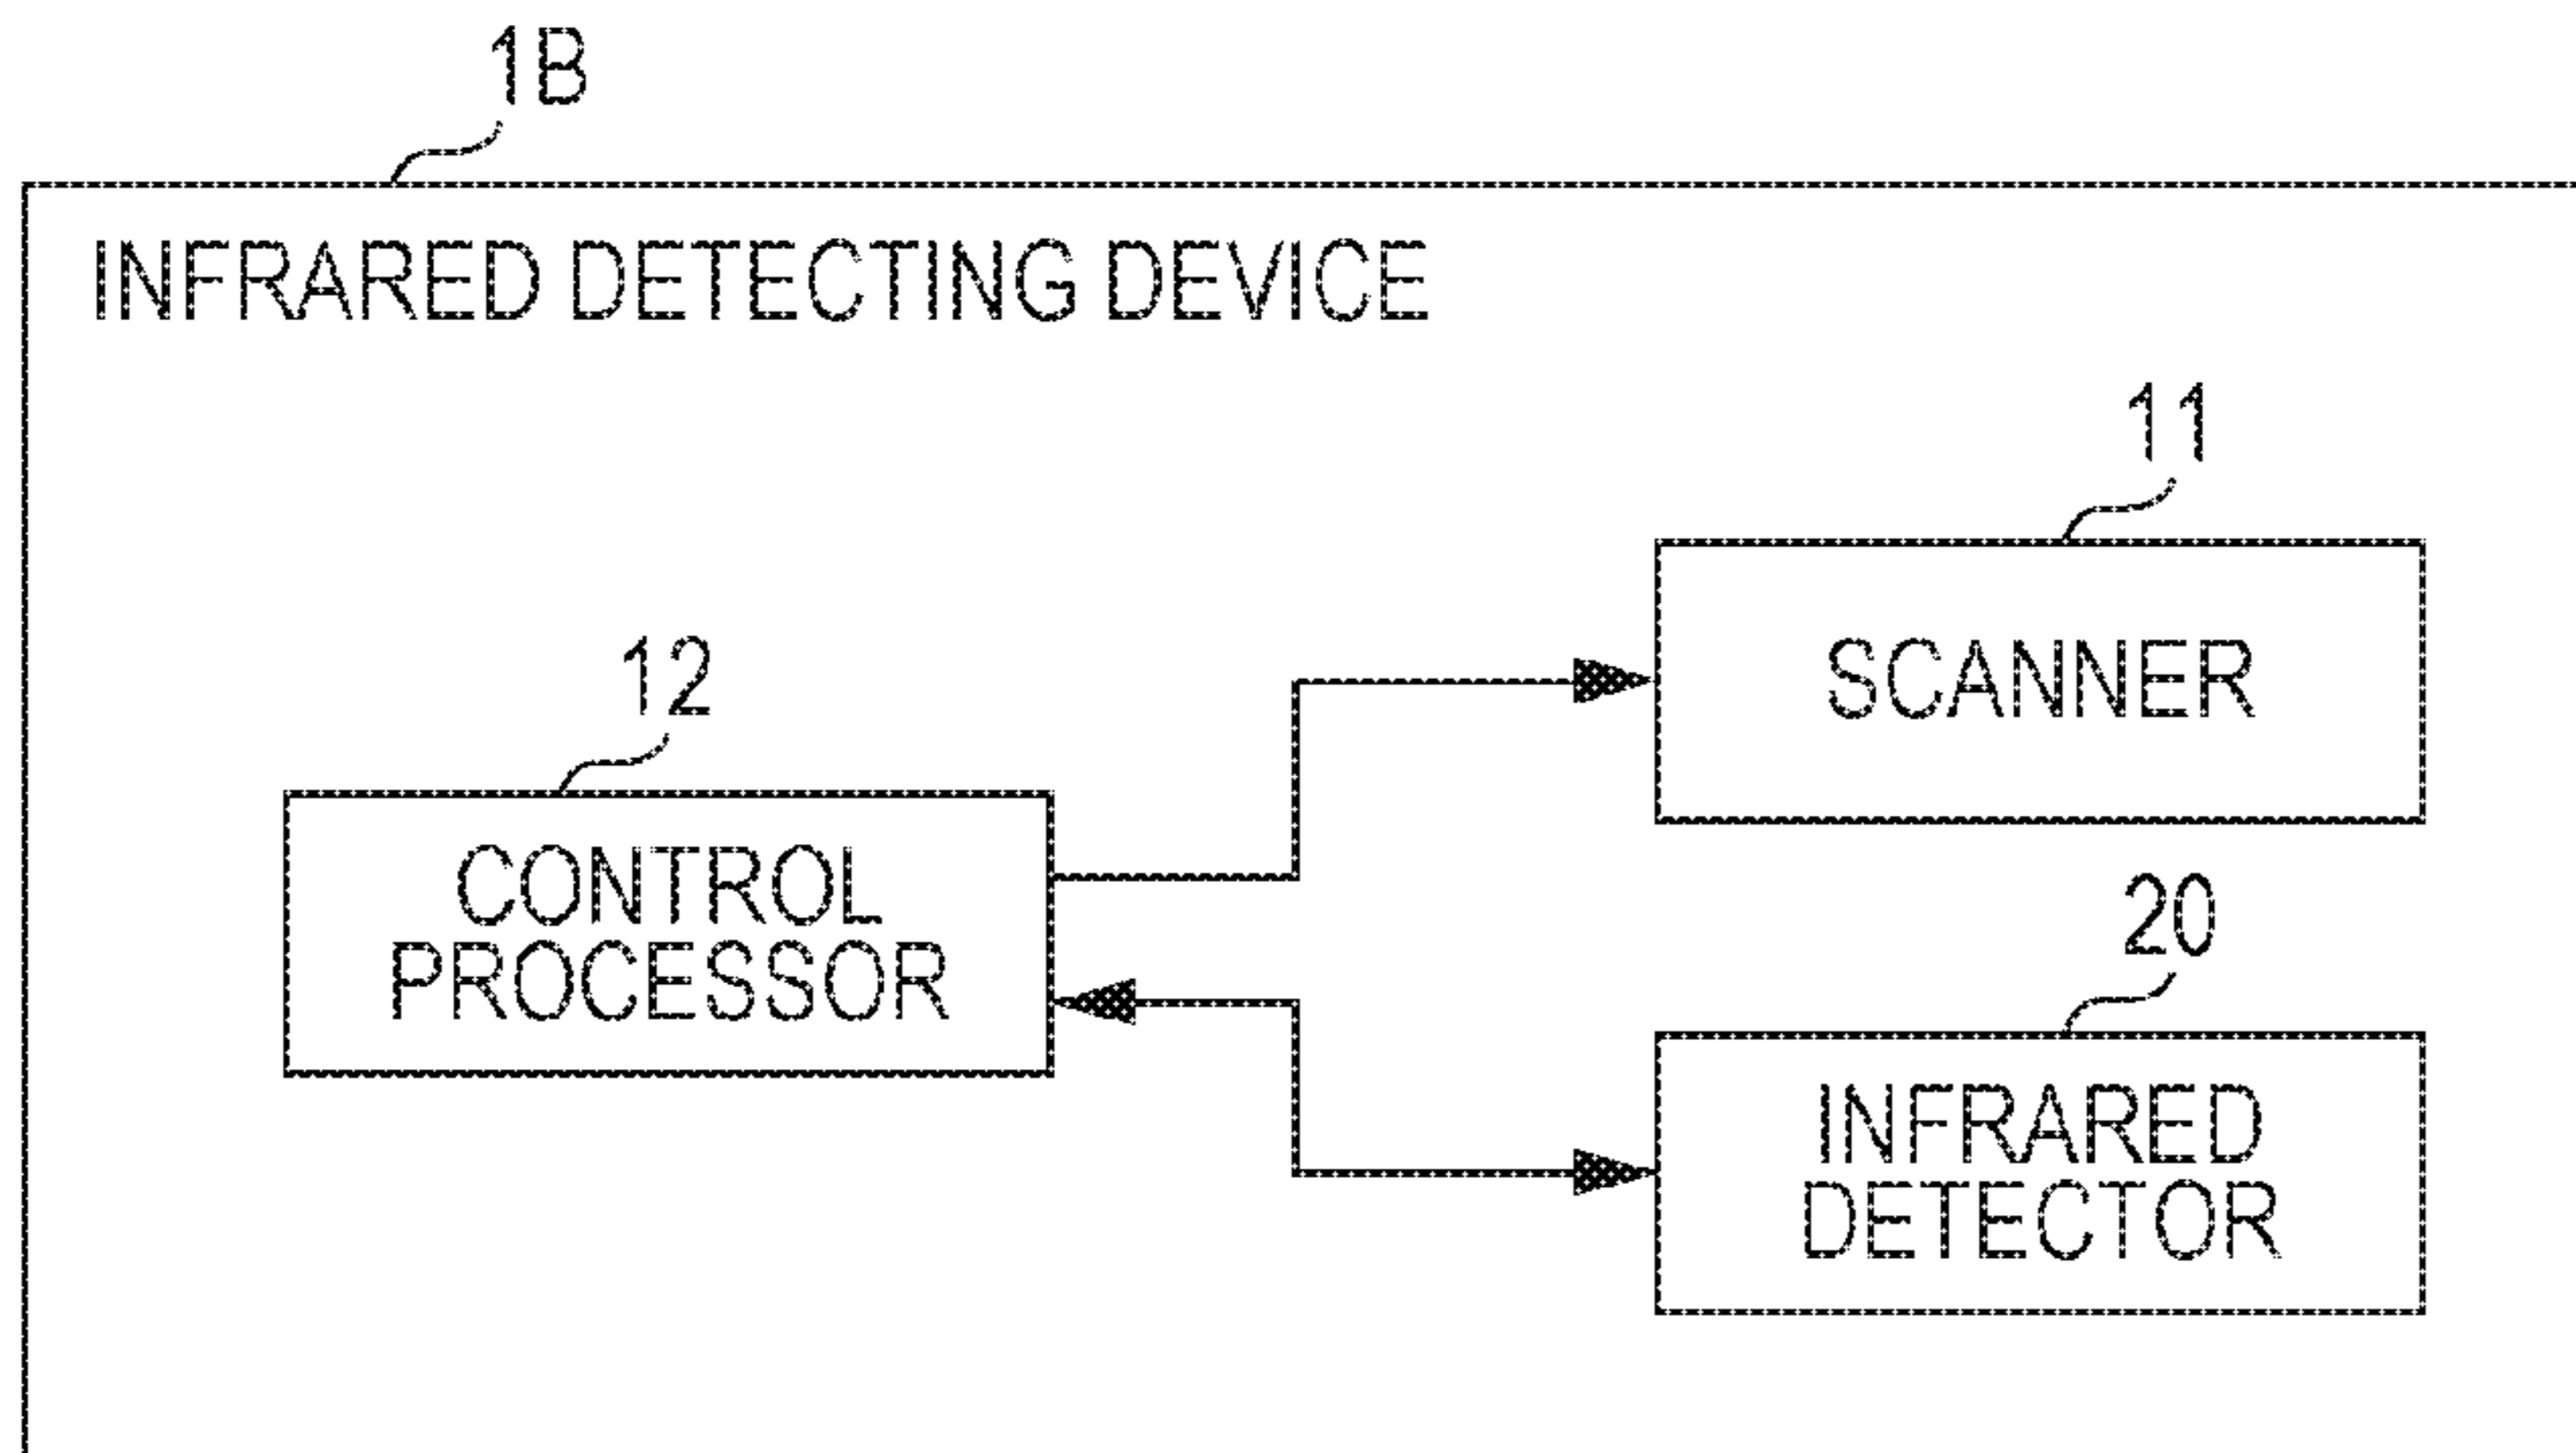 1B
INFRARED DETECTING DEVICE
11
SCANNER
12
CONTROL
PROCESSOR
20
INFRARED
DETECTOR